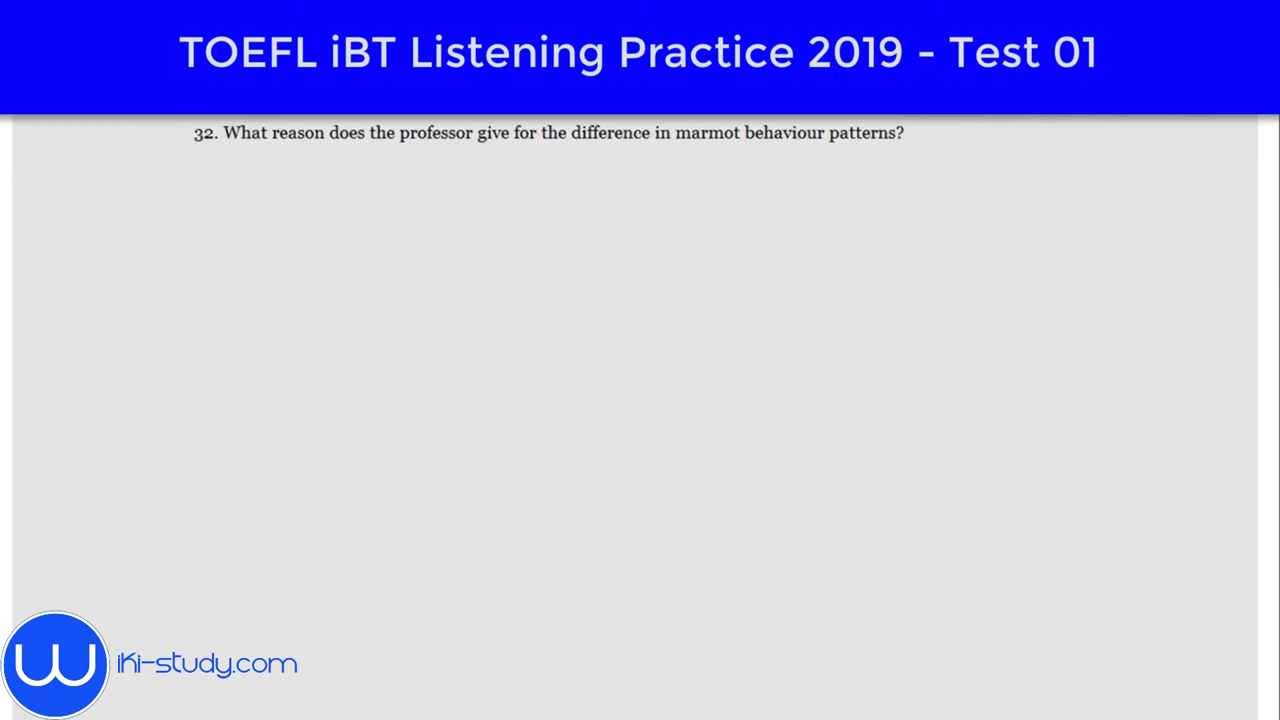 TOEFL iBT Listening Practice 2019 - Test 01
32. What reason does the professor give for the difference in marmot behaviour patterns?
W iki-study.com